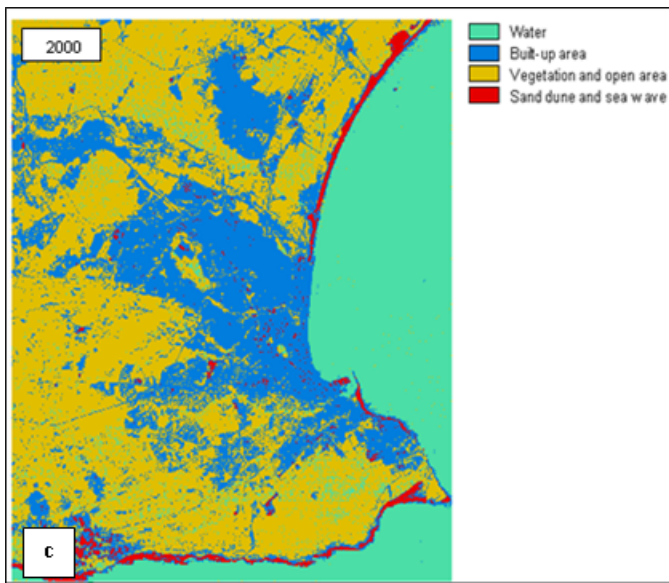 2000
Water
Built-up area
Vegetation and open area
Sand dune and sea wave
C